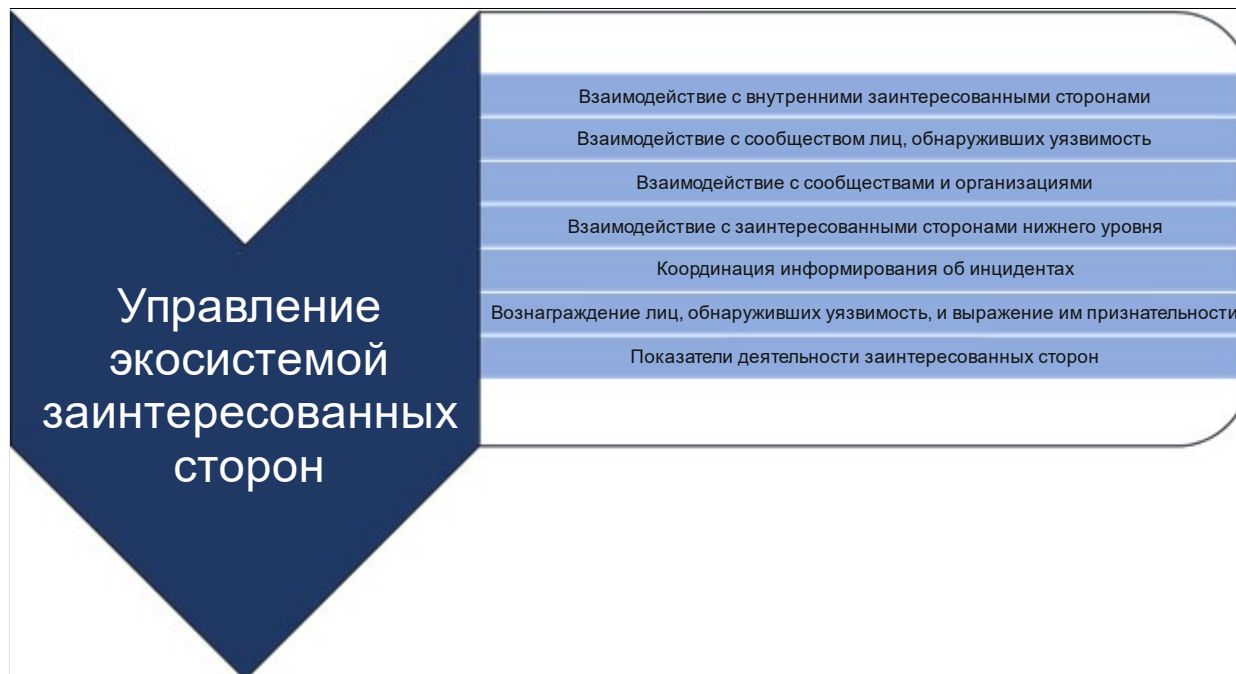 Управление
экосистемой
заинтересованных
сторон
Взаимодействие с внутренними заинтересованными сторонами
Взаимодействие с сообществом лиц, обнаруживших уязвимость
Взаимодействие с сообществами и организациями
Взаимодействие с заинтересованными сторонами нижнего уровня
Координация информирования об инцидентах
Вознаграждение лиц, обнаруживших уязвимость, и выражение им признательности
Показатели деятельности заинтересованных сторон